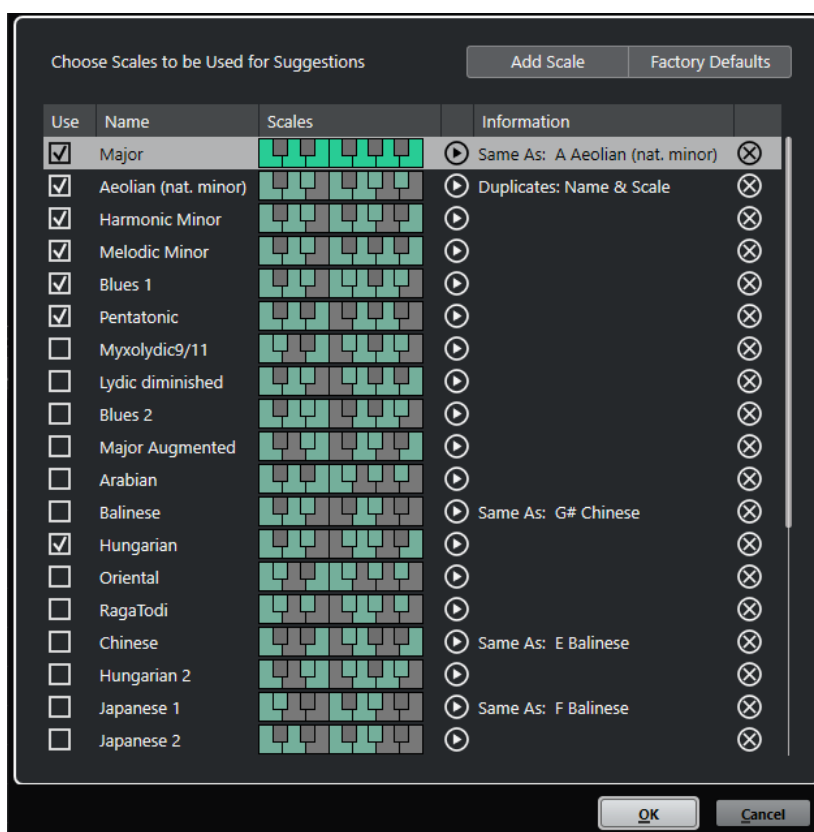 Choose Scales to be Used for Suggestions Add Scale Factory Defaults
Use Name Scales Information
Major Same As: A Aeolian (nat. minor)
Aeolian (nat. minor) Duplicates: Name & Scale
Harmonic Minor
Melodic Minor
Blues 1
Pentatonic
Myxolydic9/11
Lydic diminished
Blues 2
Major Augmented
Arabian
Balinese Same As: G# Chinese
Hungarian
Oriental
RagaTodi
Chinese Same As: E Balinese
Hungarian 2
Japanese 1 Same As: F Balinese
Japanese 2
OK Cancel